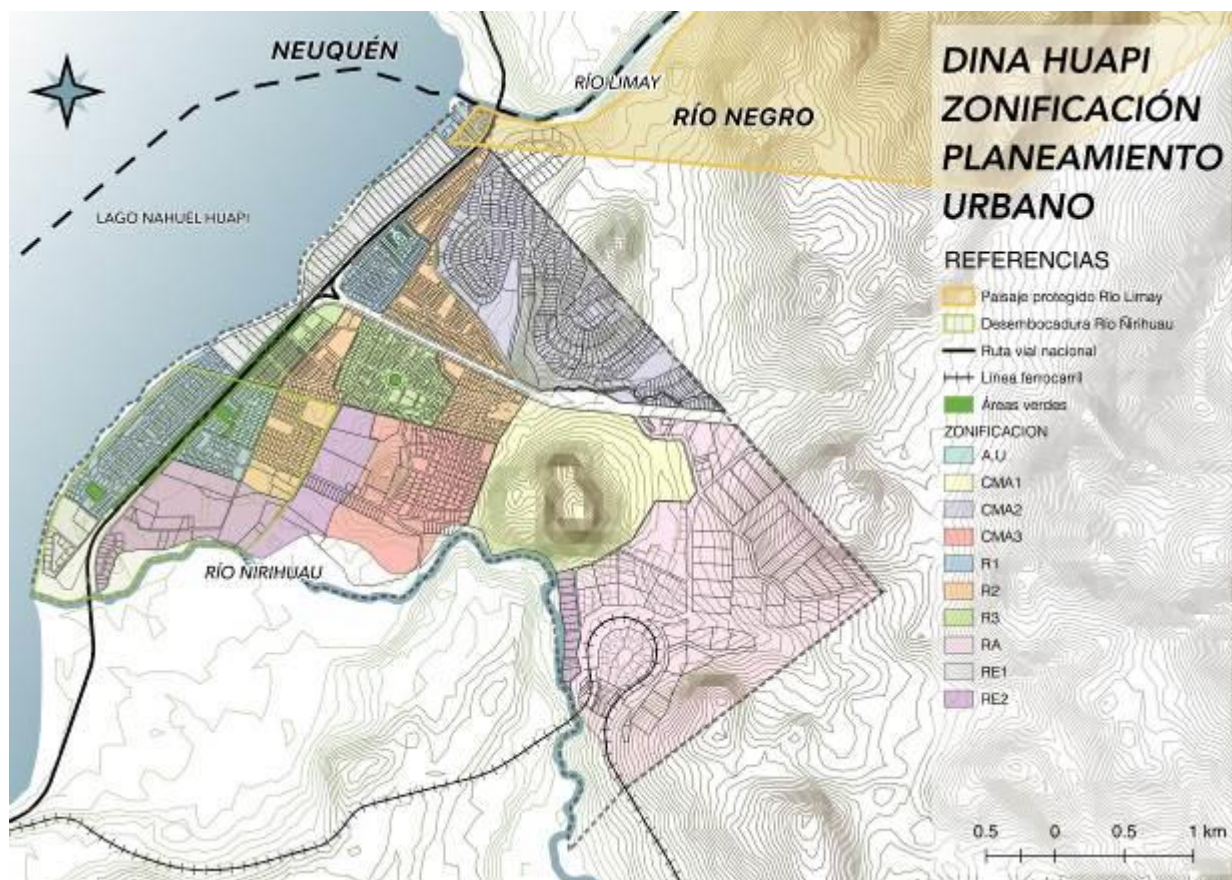 NEUQUÉN
RÍO LIMAY
RÍO NEGRO
LAGO NAHUEL HUAPI
RÍO ÑIRIHUAU
DINA HUAPI
ZONIFICACIÓN
PLANEAMIENTO
URBANO
REFERENCIAS
Paisaje protegido Río Limay
Desembocadura Río Ñirihuau
Ruta vial nacional
Línea ferrocarril
Áreas verdes
ZONIFICACION
A.U
CMA1
CMA2
CMA3
R1
R2
R3
RA
RE1
RE2
0.5 0 0.5 1 km